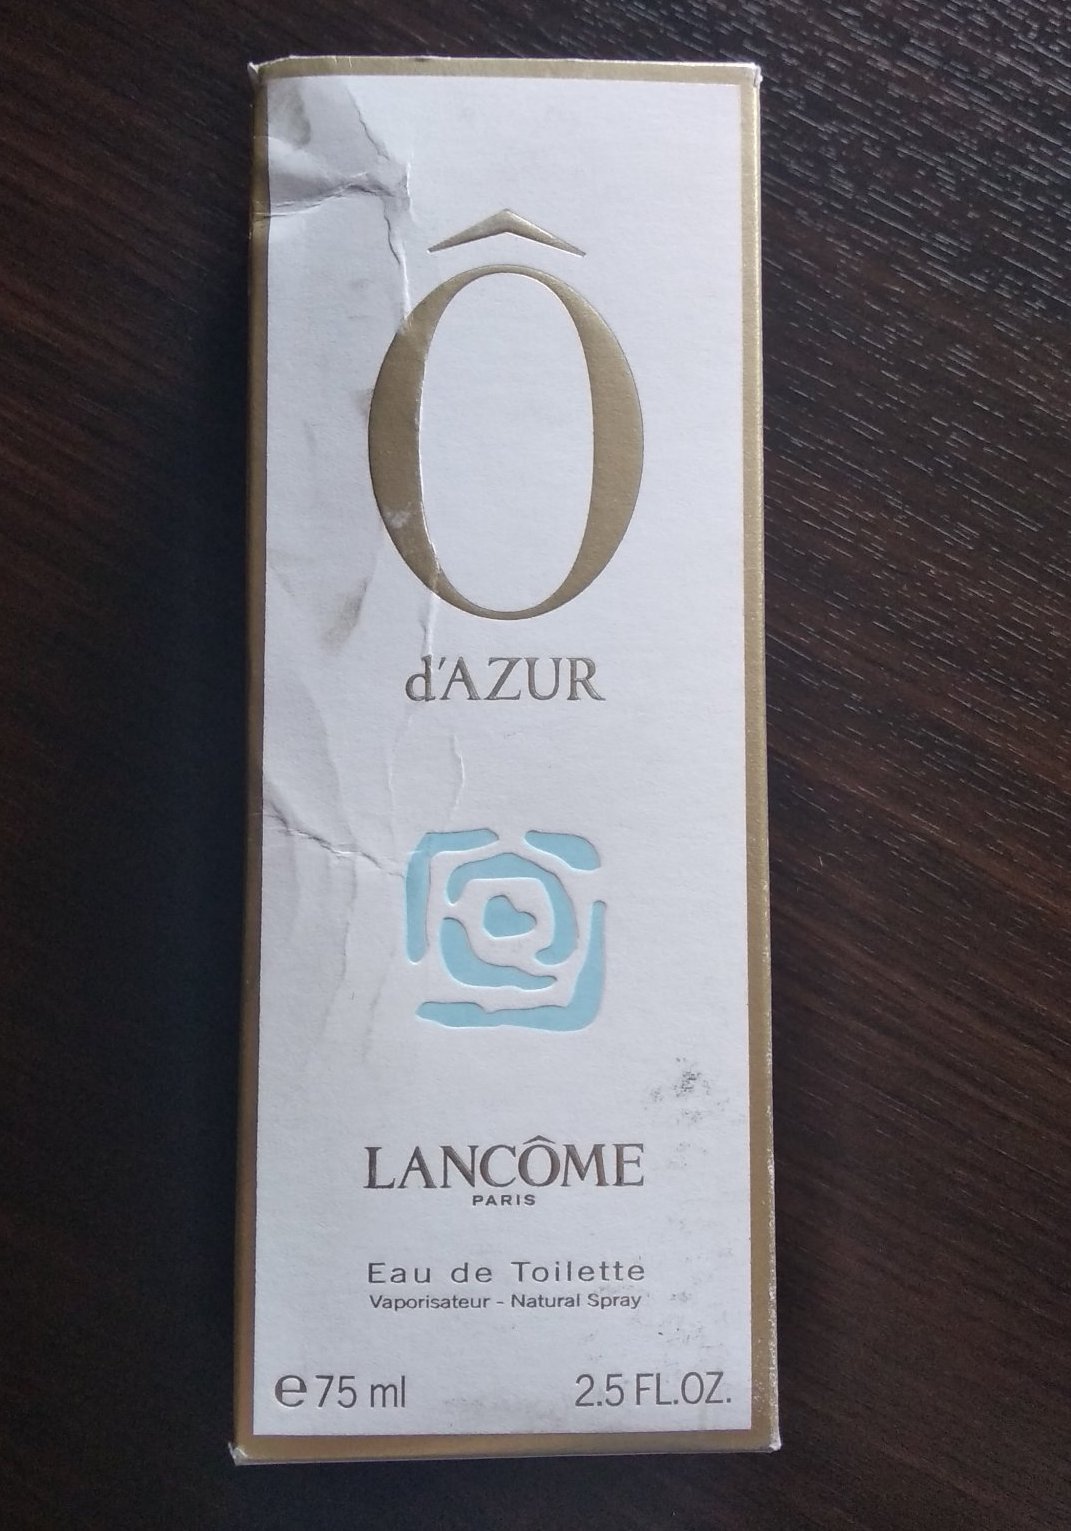 Ô
d'AZUR
LANCÔME
PARIS
Eau de Toilette
Vaporisateur - Natural Spray
℮75 ml 2.5 FL.OZ.